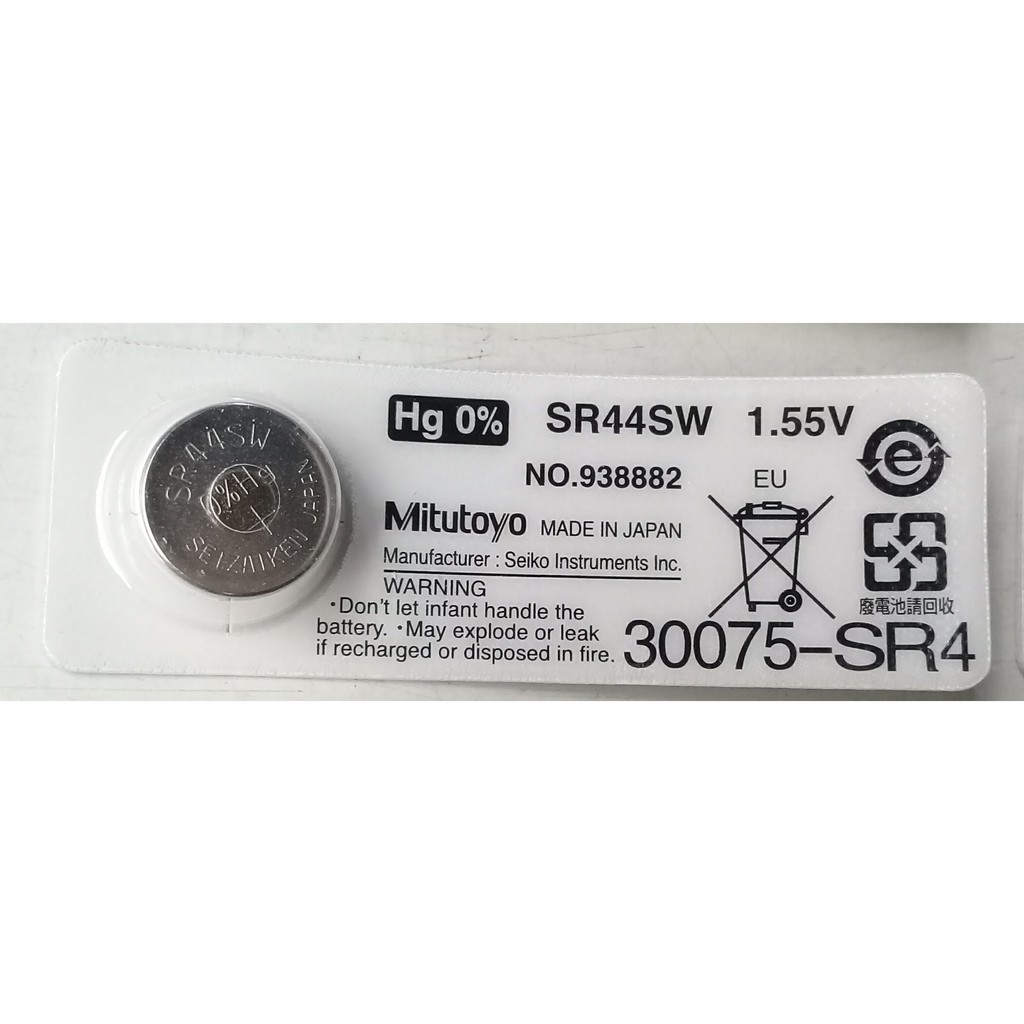 SR44SW
0%Hg
JAPAN
SEIZAIKEN
Hg 0% SR44SW 1.55V
NO.938882 EU
e
Mitutoyo MADE IN JAPAN
Manufacturer : Seiko Instruments Inc.
WARNING
・Don't let infant handle the
battery. ・May explode or leak
if recharged or disposed in fire.
廢電池請回收
30075-SR4